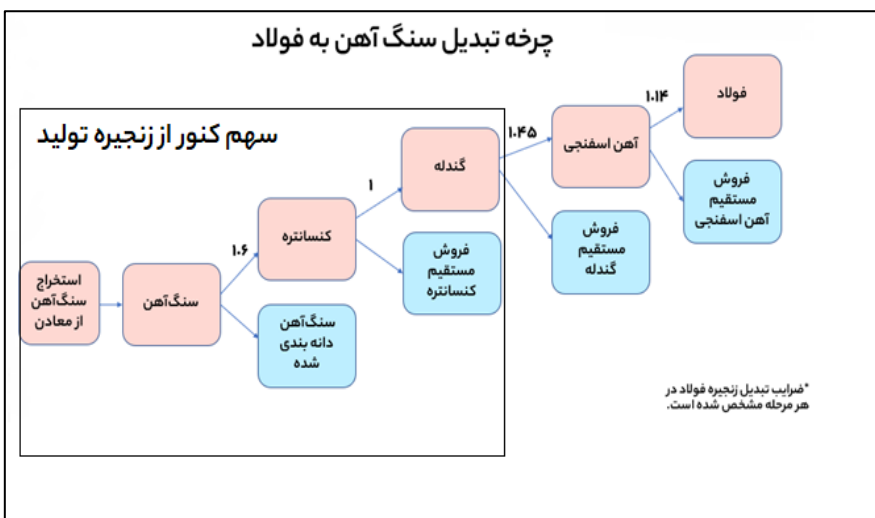 چرخه تبدیل سنگ آهن به فولاد
سهم کنور از زنجیره تولید
استخراج
سنگ‌آهن
از معادن
سنگ‌آهن
۱.۶
کنسانتره
سنگ‌آهن
دانه بندی
شده
۱
گندله
فروش
مستقیم
کنسانتره
۱.۴۵
آهن اسفنجی
فروش
مستقیم
گندله
۱.۱۴
فولاد
فروش
مستقیم
آهن اسفنجی
*ضرایب تبدیل زنجیره فولاد در
هر مرحله مشخص شده است.